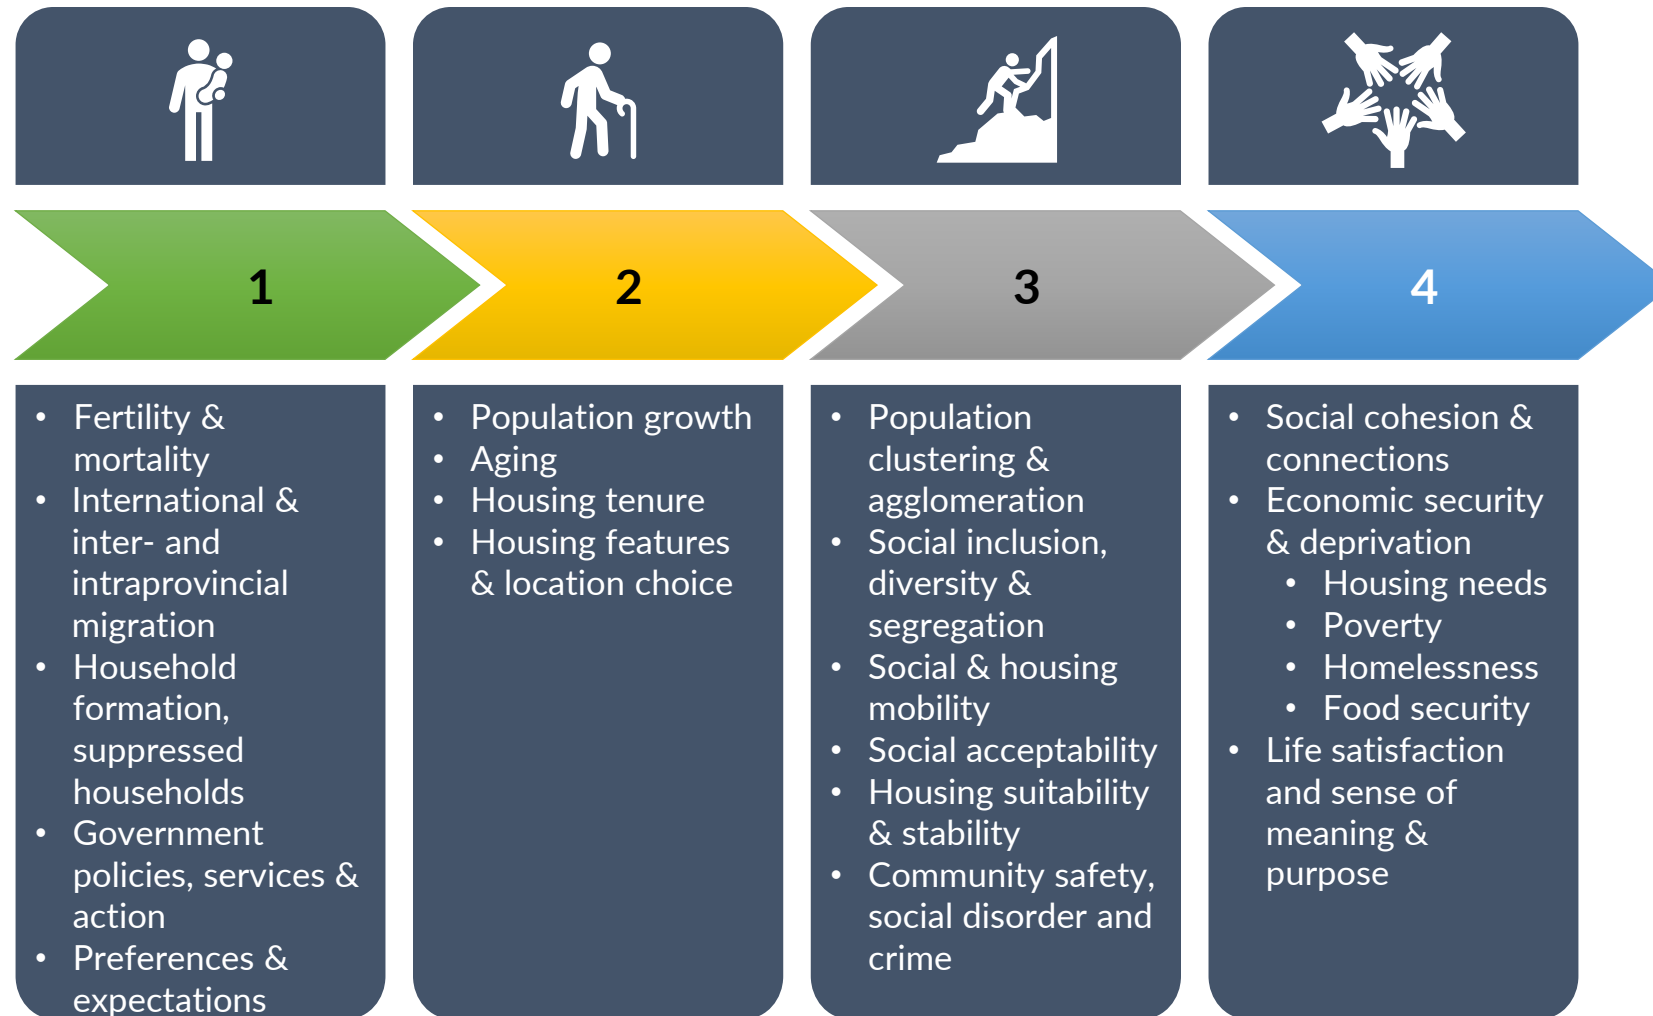 1
2
3
4
• Fertility &
mortality
• International &
inter- and
intraprovincial
migration
• Household
formation,
suppressed
households
• Government
policies, services &
action
• Preferences &
expectations
• Population growth
• Aging
• Housing tenure
• Housing features
& location choice
• Population
clustering &
agglomeration
• Social inclusion,
diversity &
segregation
• Social & housing
mobility
• Social acceptability
• Housing suitability
& stability
• Community safety,
social disorder and
crime
• Social cohesion &
connections
• Economic security
& deprivation
• Housing needs
• Poverty
• Homelessness
• Food security
• Life satisfaction
and sense of
meaning &
purpose